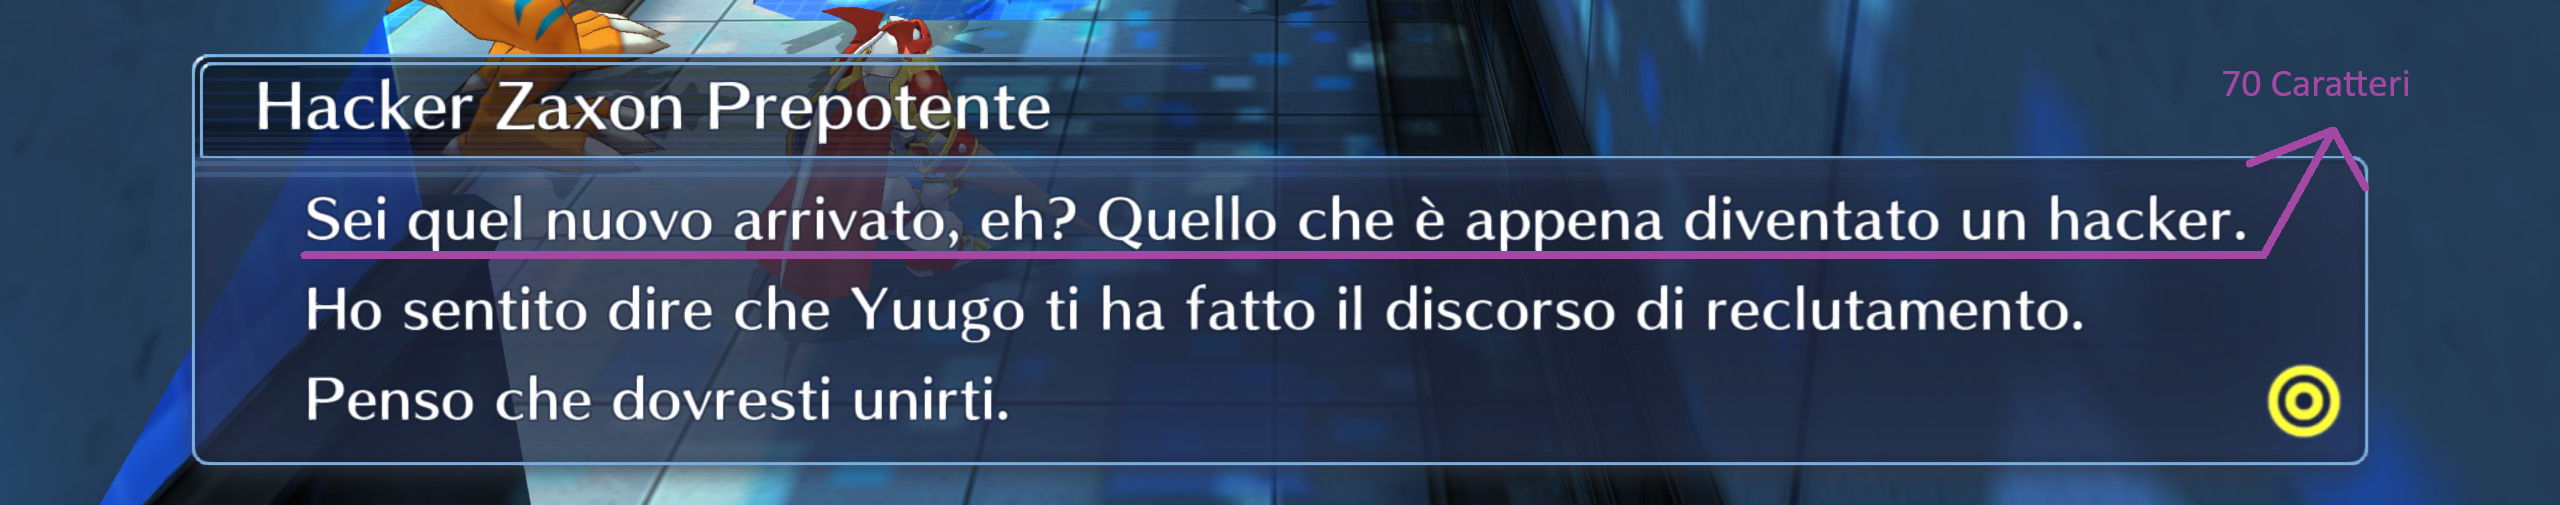 70 Caratteri
Hacker Zaxon Prepotente
Sei quel nuovo arrivato, eh? Quello che è appena diventato un hacker.
Ho sentito dire che Yuugo ti ha fatto il discorso di reclutamento.
Penso che dovresti unirti.